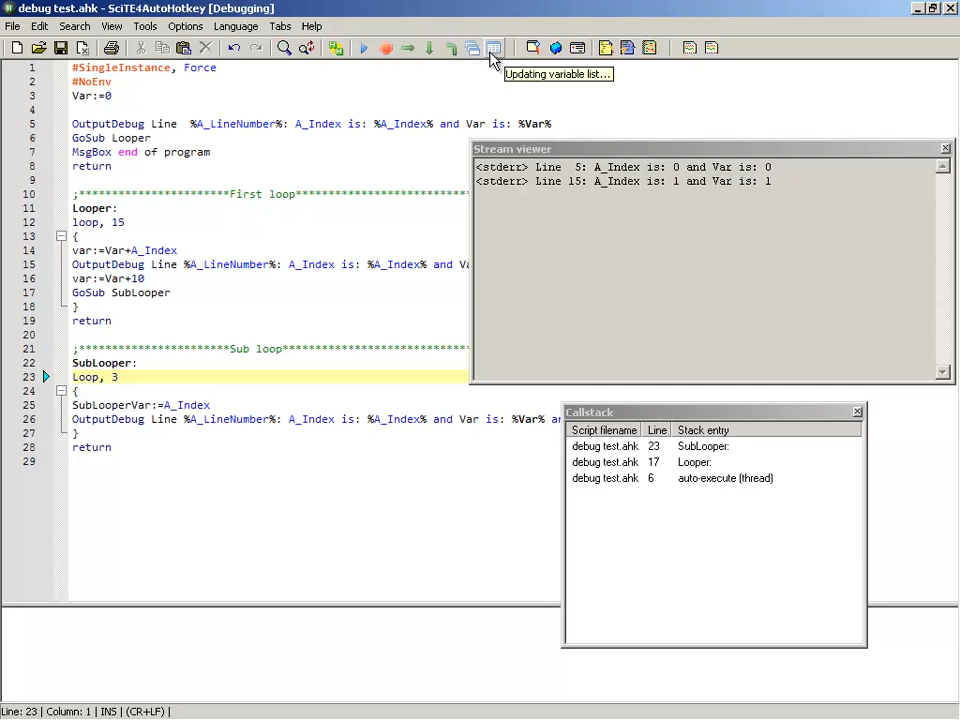 debug test.ahk - SciTE4AutoHotkey [Debugging]
File Edit Search View Tools Options Language Tabs Help
Updating variable list...
1 #SingleInstance, Force
2 #NoEnv
3 Var:=0
4
5 OutputDebug Line %A_LineNumber%: A_Index is: %A_Index% and Var is: %Var%
6 GoSub Looper
7 MsgBox end of program
8 return
9
10 ;***********************First loop***********************
11 Looper:
12 loop, 15
13 {
14 var:=Var+A_Index
15 OutputDebug Line %A_LineNumber%: A_Index is: %A_Index% and Va
16 var:=Var+10
17 GoSub SubLooper
18 }
19 return
20
21 ;***********************Sub loop****************************
22 SubLooper:
23 Loop, 3
24 {
25 SubLooperVar:=A_Index
26 OutputDebug Line %A_LineNumber%: A_Index is: %A_Index% and Var is: %Var% an
27 }
28 return
29
Stream viewer
<stderr> Line 5: A_Index is: 0 and Var is: 0
<stderr> Line 15: A_Index is: 1 and Var is: 1
Callstack
Script filename Line Stack entry
debug test.ahk 23 SubLooper:
debug test.ahk 17 Looper:
debug test.ahk 6 auto-execute (thread)
Line: 23 | Column: 1 | INS | (CR+LF) |